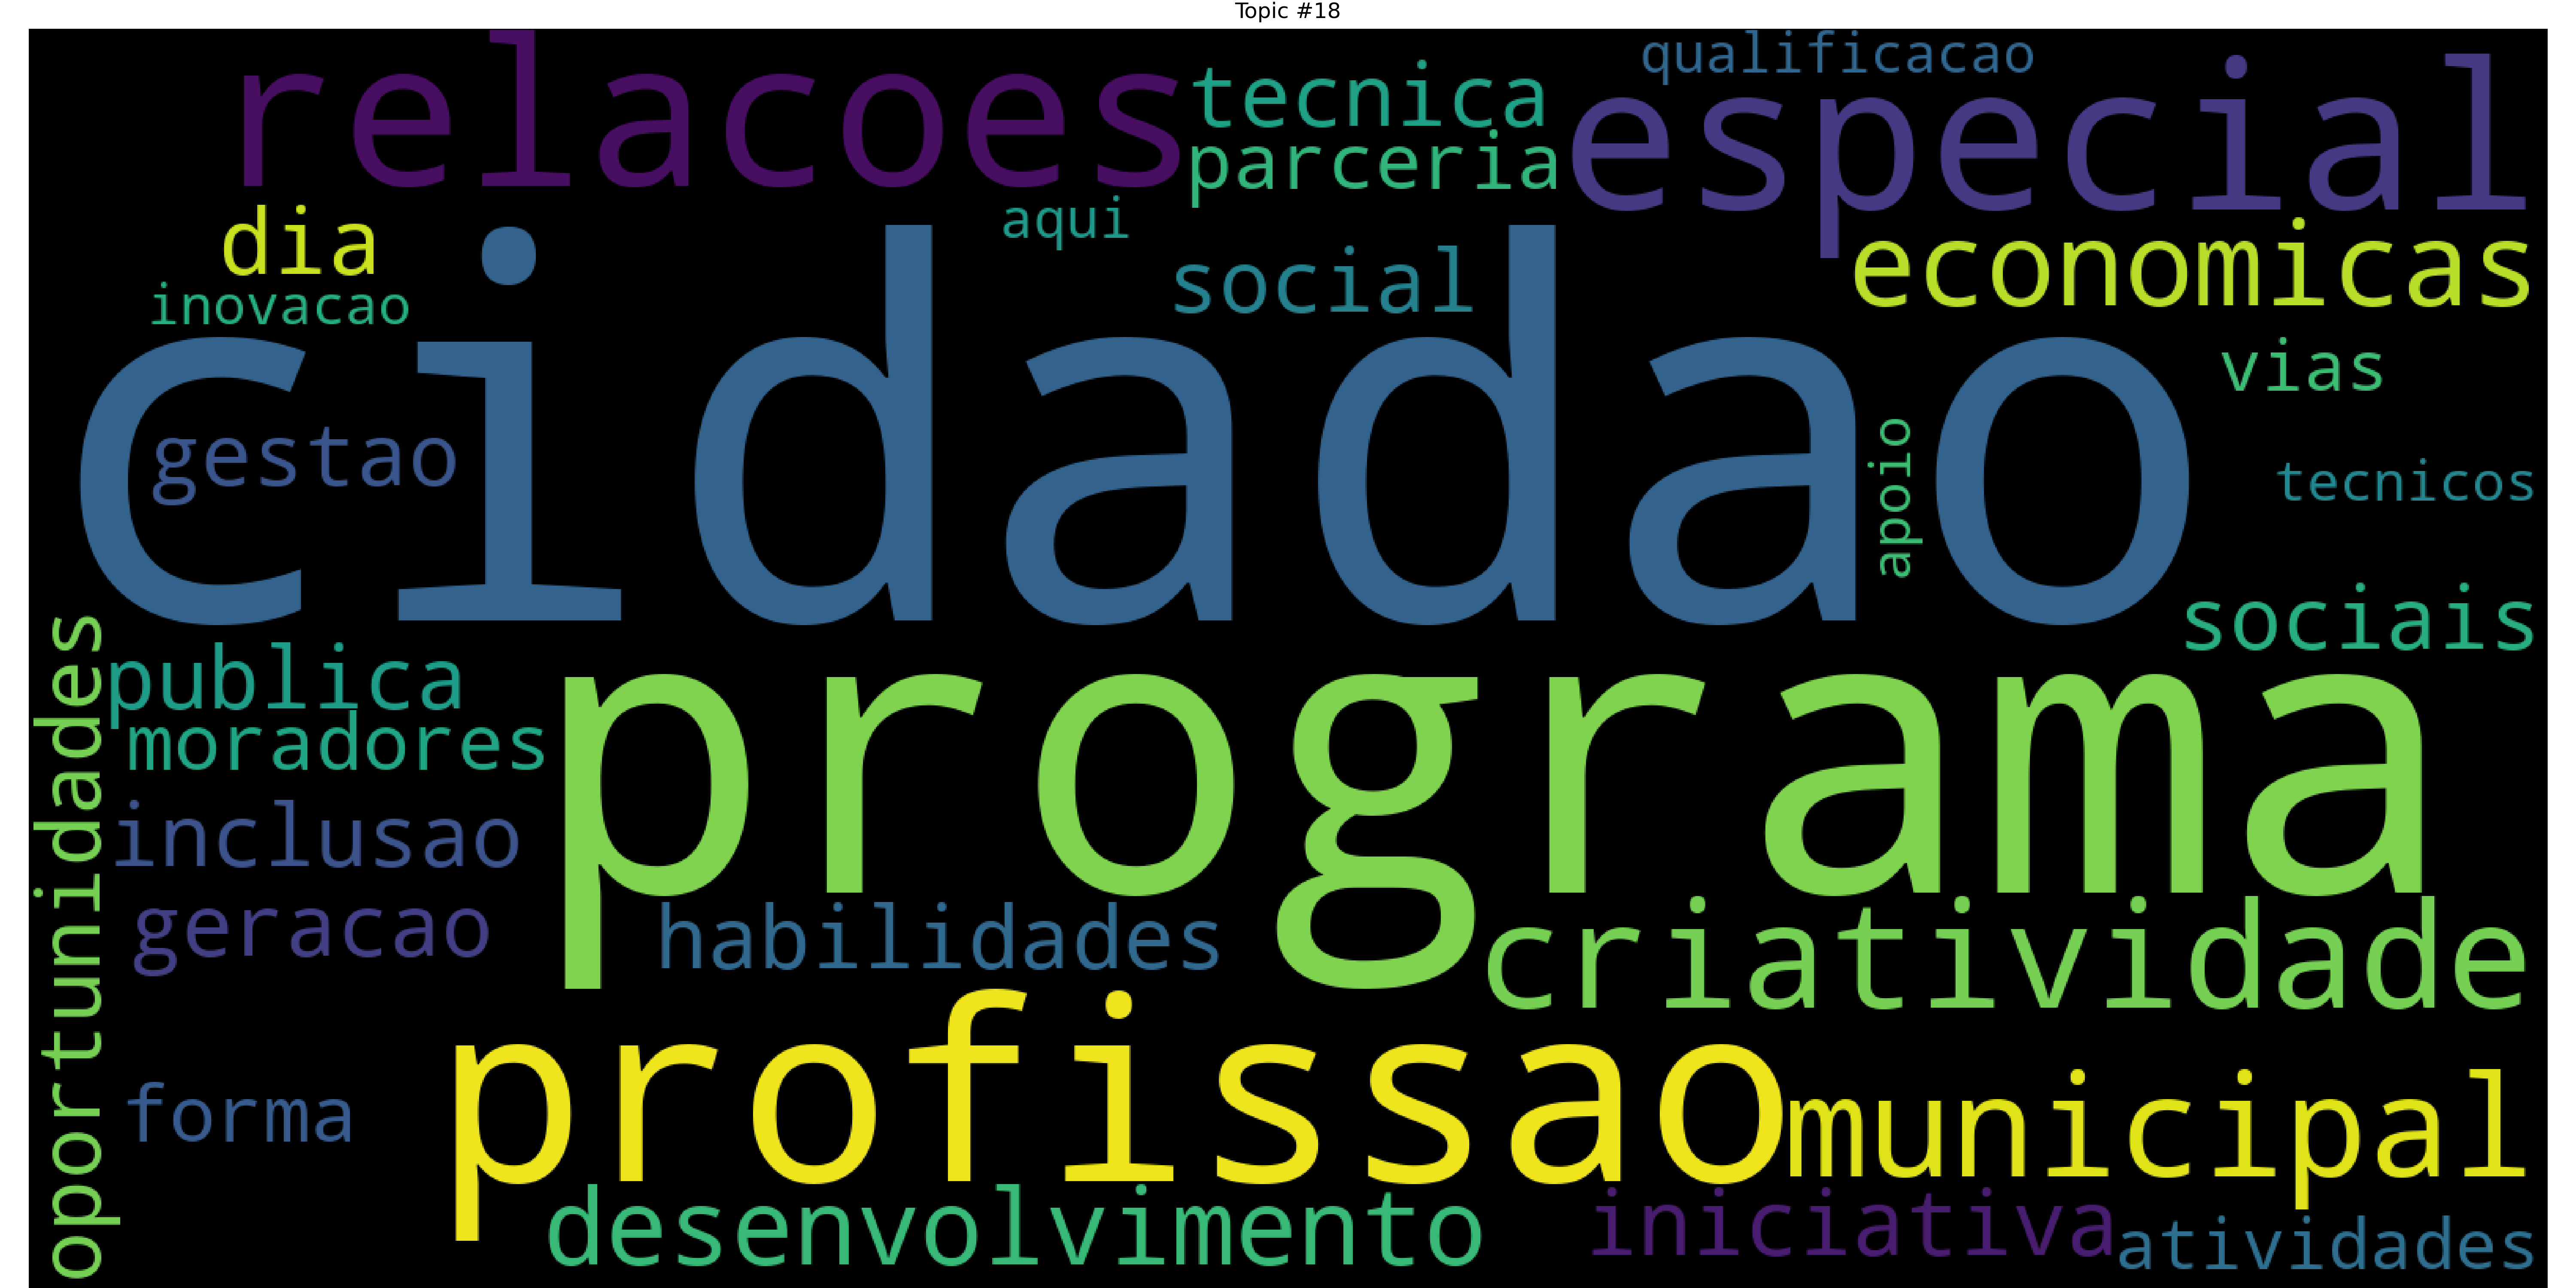 Topic #18
relacoes
tecnica
parceria
qualificacao
especial
dia
inovacao
aqui
social
economicas
cidadao
vias
gestao
apoio
tecnicos
sociais
programa
publica
moradores
inclusao
geracao
oportunidades
habilidades
criatividade
forma
profissao
municipal
desenvolvimento
iniciativa
atividades